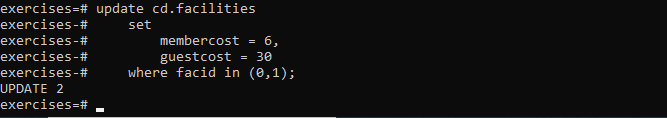 exercises=# update cd.facilities
exercises-#     set
exercises-#         membercost = 6,
exercises-#         guestcost = 30
exercises-#     where facid in (0,1);
UPDATE 2
exercises=#